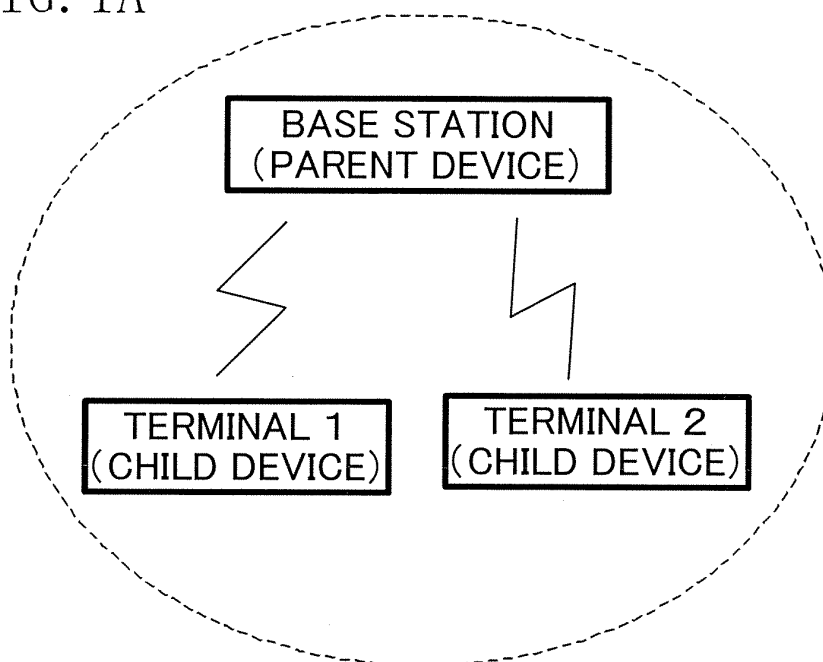 FIG. 1A
BASE STATION
(PARENT DEVICE)
TERMINAL 1
(CHILD DEVICE)
TERMINAL 2
(CHILD DEVICE)